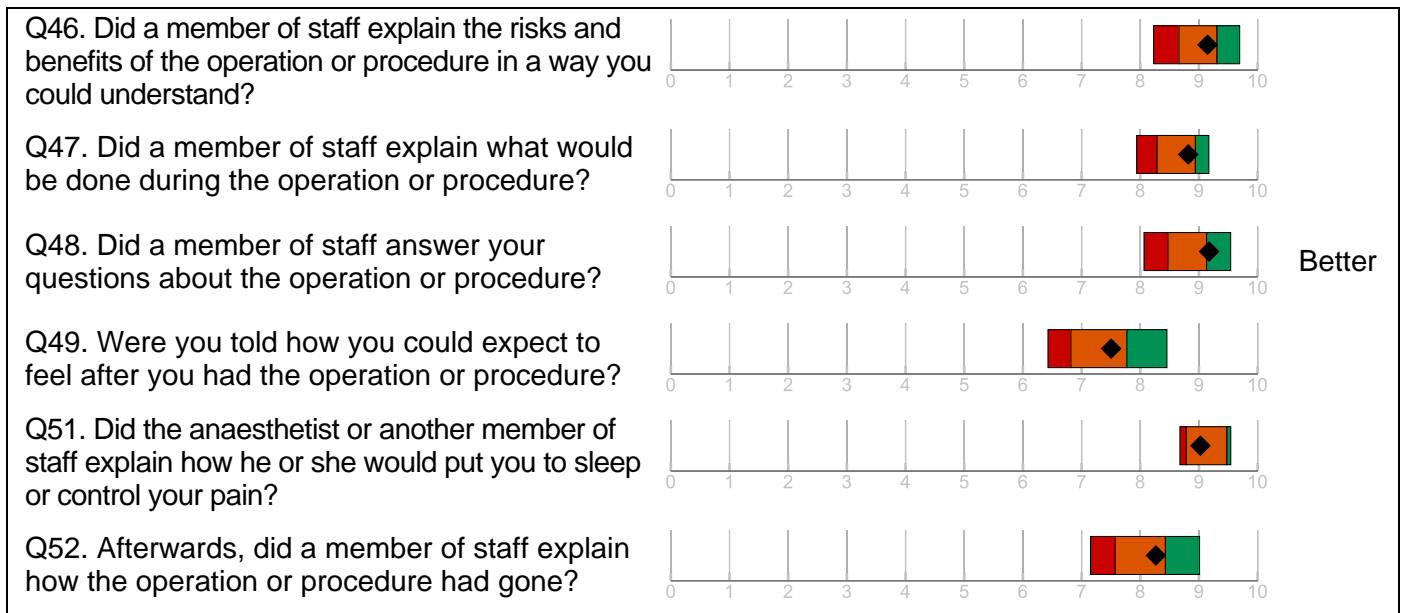 Q46. Did a member of staff explain the risks and
benefits of the operation or procedure in a way you
could understand?
0 1 2 3 4 5 6 7 8 9 10
Q47. Did a member of staff explain what would
be done during the operation or procedure?
0 1 2 3 4 5 6 7 8 9 10
Q48. Did a member of staff answer your
questions about the operation or procedure?
Better
0 1 2 3 4 5 6 7 8 9 10
Q49. Were you told how you could expect to
feel after you had the operation or procedure?
0 1 2 3 4 5 6 7 8 9 10
Q51. Did the anaesthetist or another member of
staff explain how he or she would put you to sleep
or control your pain?
0 1 2 3 4 5 6 7 8 9 10
Q52. Afterwards, did a member of staff explain
how the operation or procedure had gone?
0 1 2 3 4 5 6 7 8 9 10